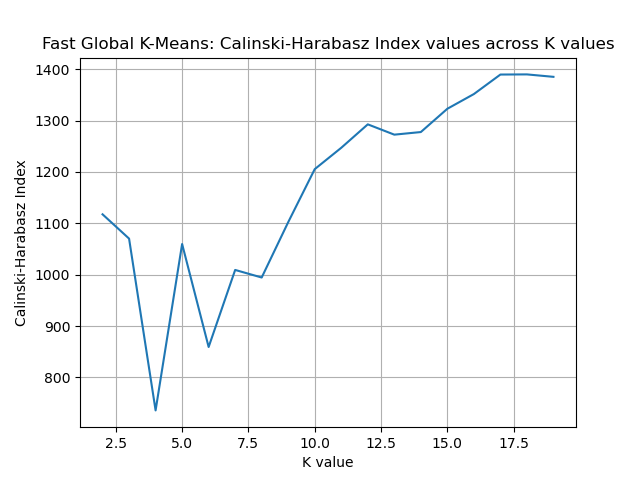 Fast Global K-Means: Calinski-Harabasz Index values across K values
1400
1300
1200
1100
1000
900
800
Calinski-Harabasz Index
2.5 5.0 7.5 10.0 12.5 15.0 17.5
K value